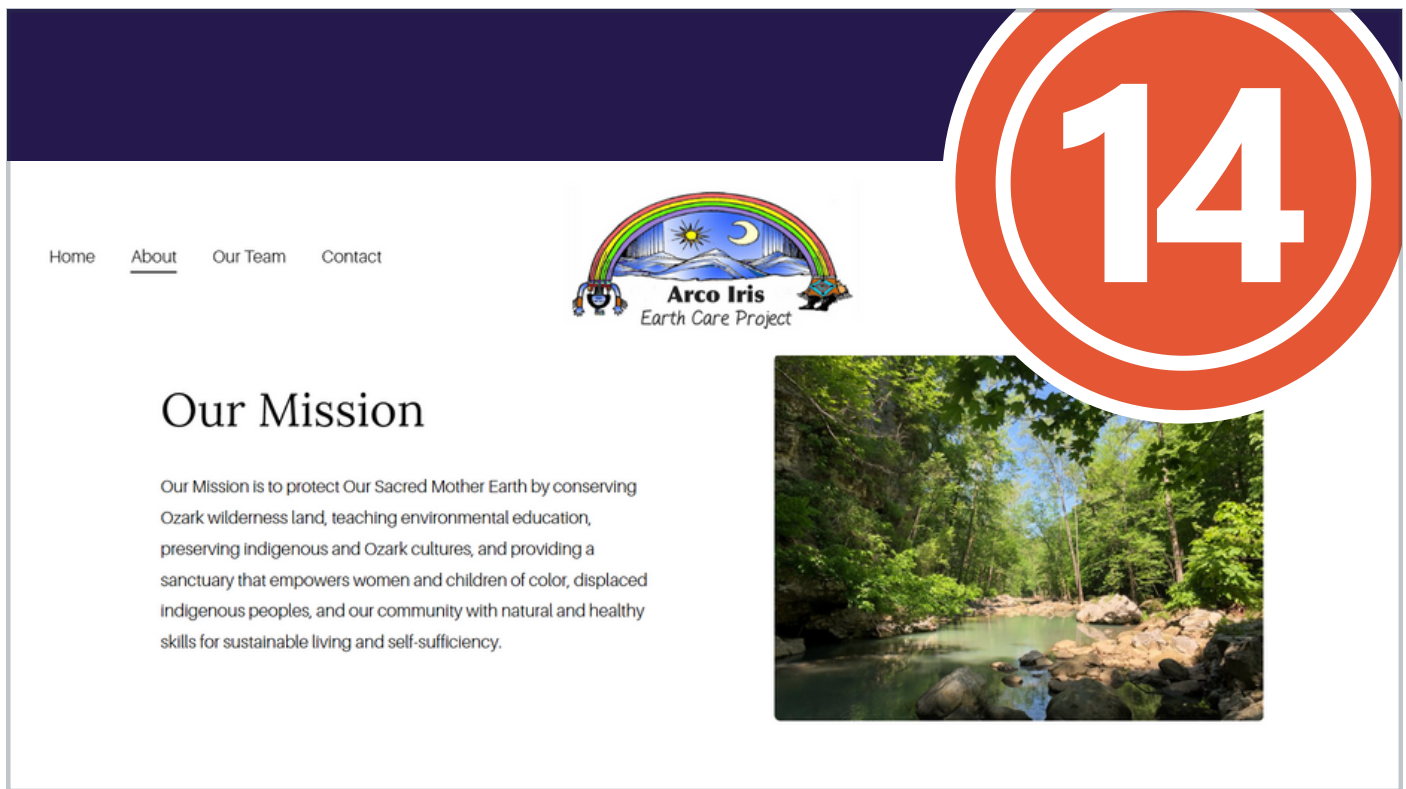 14
Home About Our Team Contact
Arco Iris
Earth Care Project
Our Mission
Our Mission is to protect Our Sacred Mother Earth by conserving
Ozark wilderness land, teaching environmental education,
preserving indigenous and Ozark cultures, and providing a
sanctuary that empowers women and children of color, displaced
indigenous peoples, and our community with natural and healthy
skills for sustainable living and self-sufficiency.